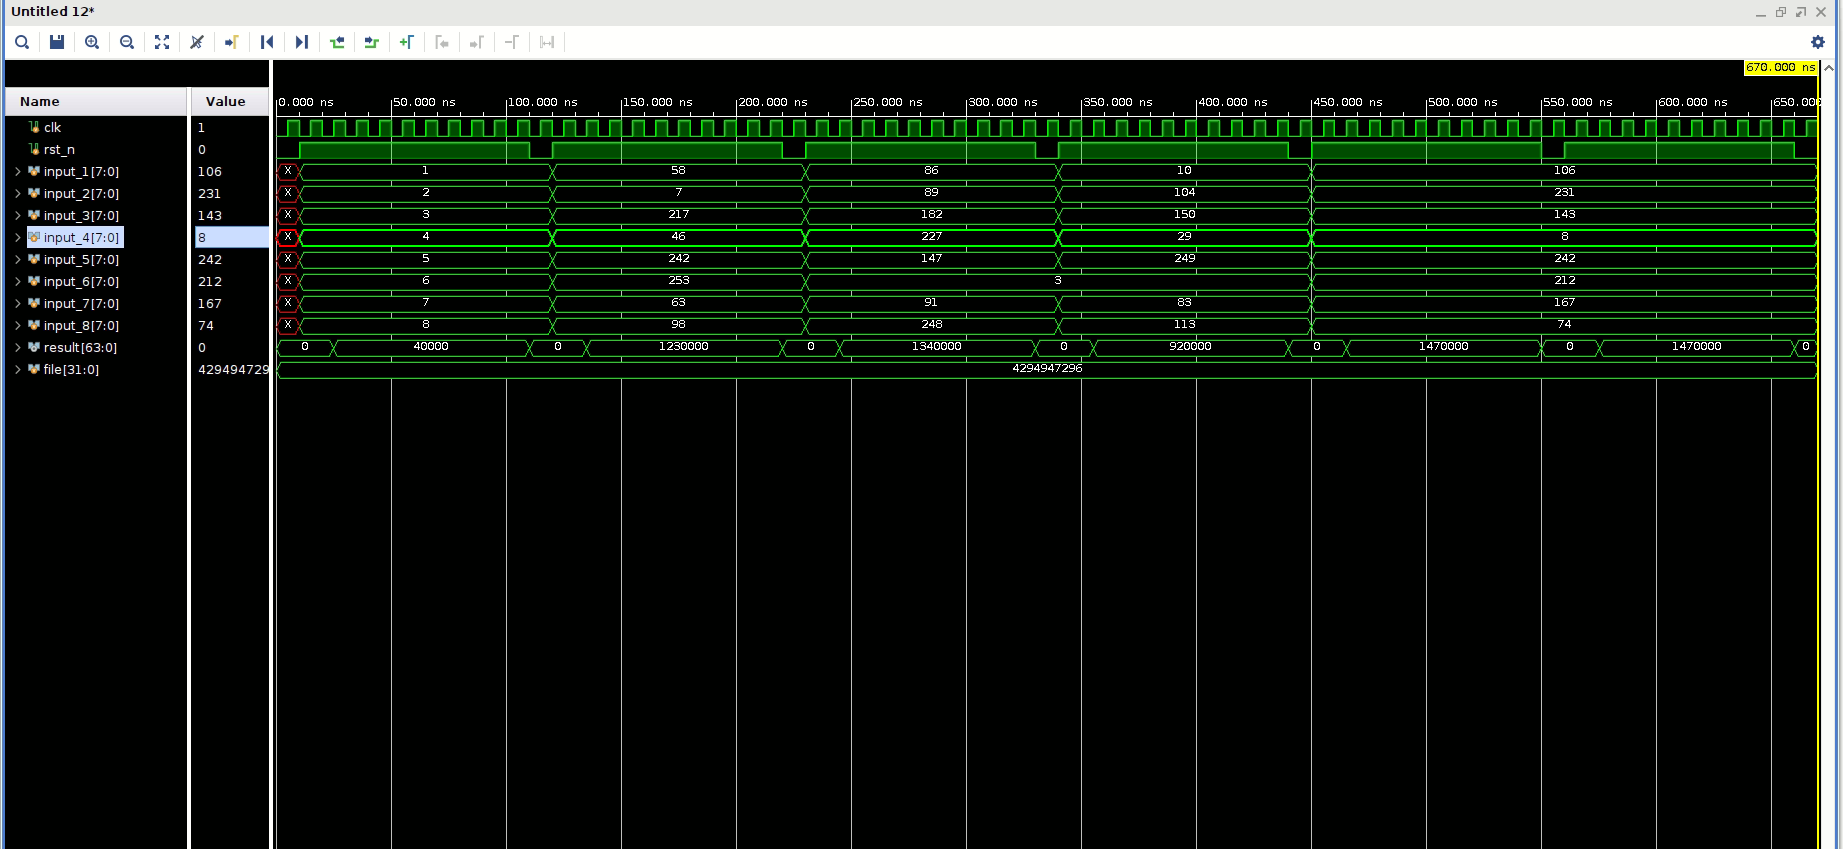 Untitled 12*
670.000 ns
Name Value
0.000 ns 50.000 ns 100.000 ns 150.000 ns 200.000 ns 250.000 ns 300.000 ns 350.000 ns 400.000 ns 450.000 ns 500.000 ns 550.000 ns 600.000 ns 650.000
clk 1
rst_n 0
input_1[7:0] 106 X 1 58 86 10 106
input_2[7:0] 231 X 2 7 89 104 231
input_3[7:0] 143 X 3 217 182 150 143
input_4[7:0] 8 X 4 46 227 29 8
input_5[7:0] 242 X 5 242 147 249 242
input_6[7:0] 212 X 6 253 3 212
input_7[7:0] 167 X 7 63 91 83 167
input_8[7:0] 74 X 8 98 248 113 74
result[63:0] 0 0 40000 0 1230000 0 1340000 0 920000 0 1470000 0 1470000 0
file[31:0] 429494729 4294947296